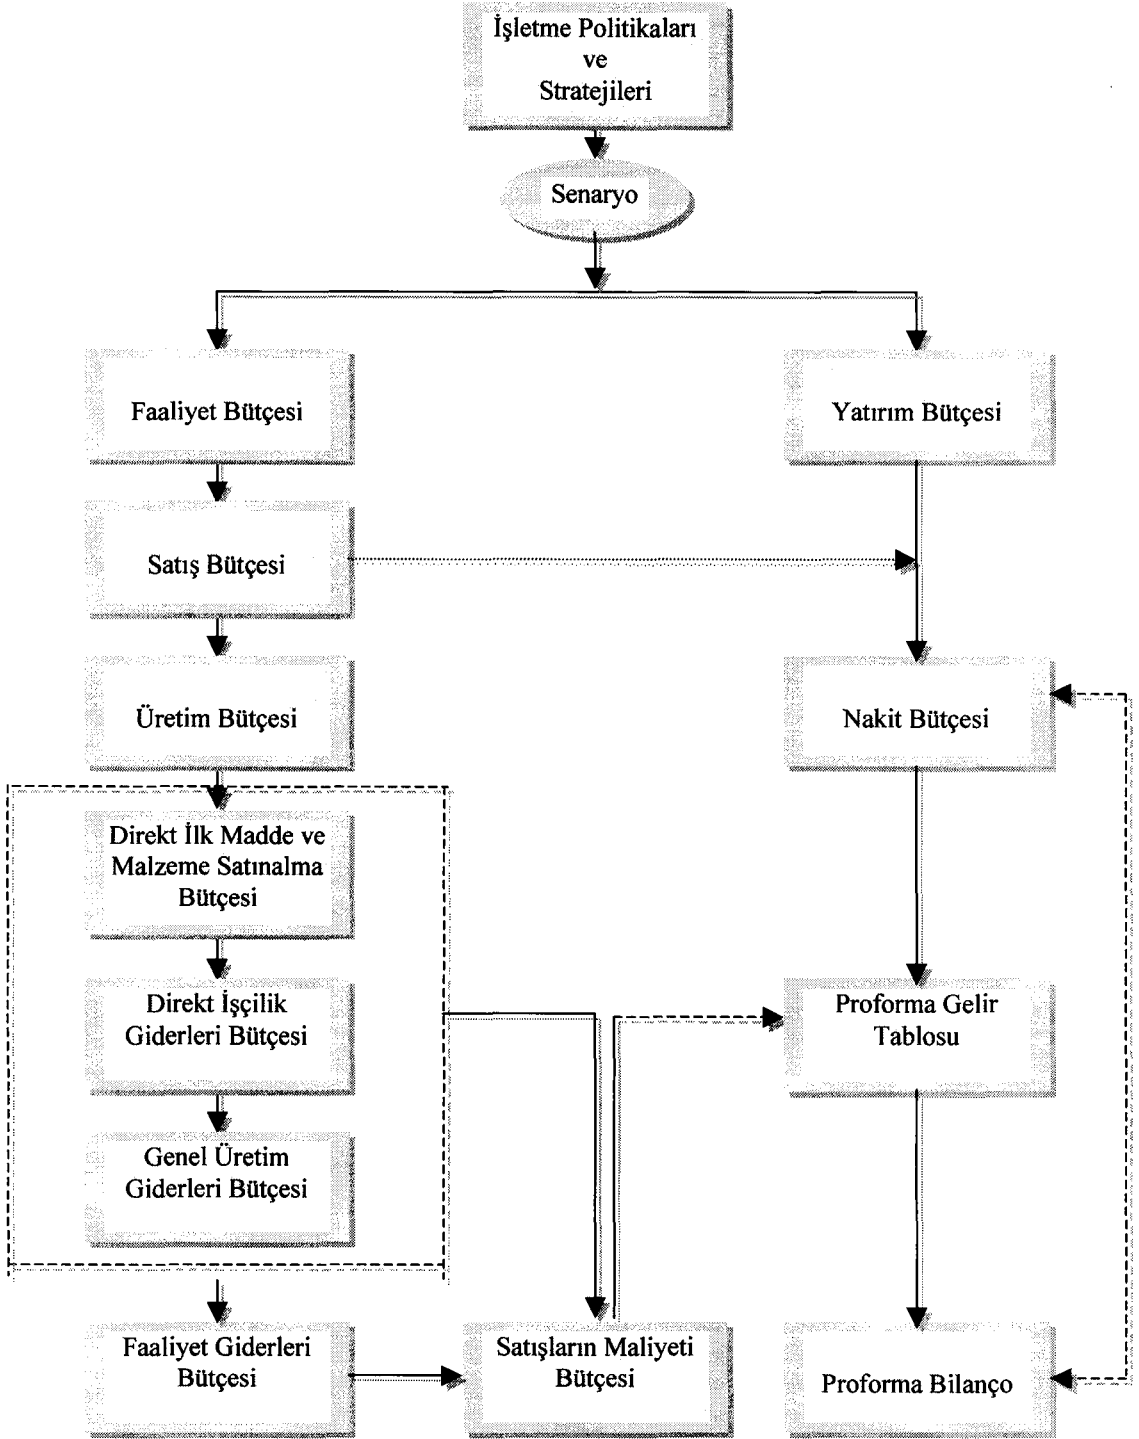 İşletme Politikaları
ve
Stratejileri
Senaryo
Faaliyet Bütçesi
Yatırım Bütçesi
Satış Bütçesi
Üretim Bütçesi
Nakit Bütçesi
Direkt İlk Madde ve
Malzeme Satınalma
Bütçesi
Direkt İşçilik
Giderleri Bütçesi
Proforma Gelir
Tablosu
Genel Üretim
Giderleri Bütçesi
Faaliyet Giderleri
Bütçesi
Satışların Maliyeti
Bütçesi
Proforma Bilanço